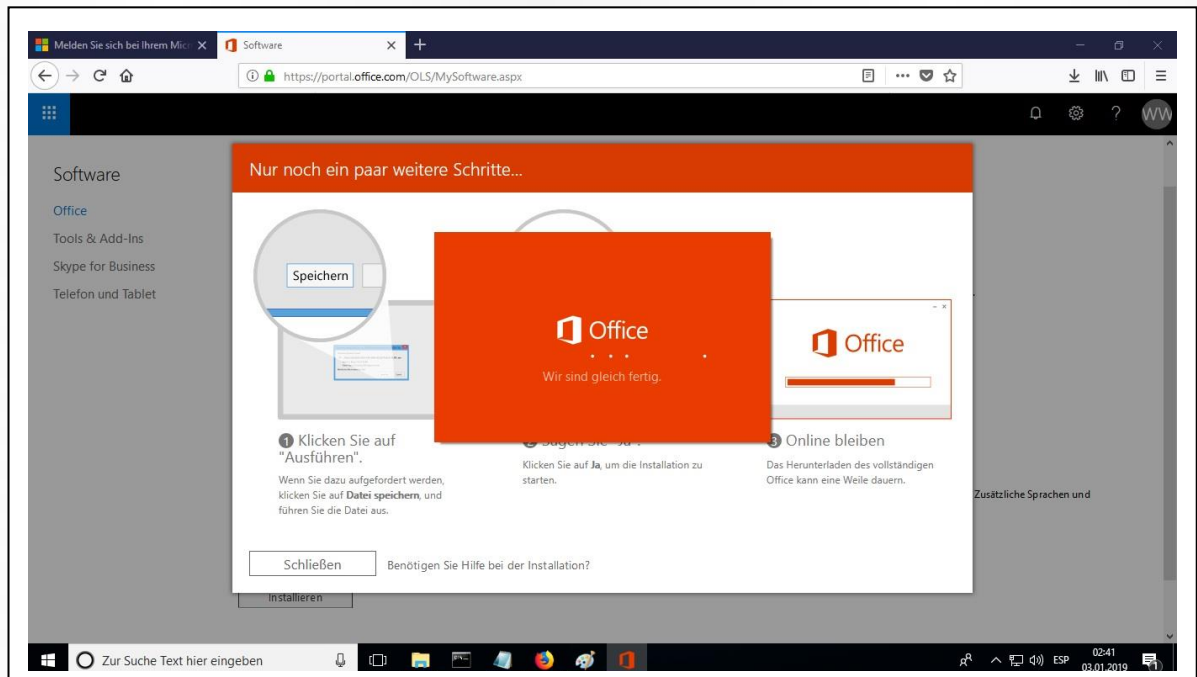 Melden Sie sich bei Ihrem Micr
Software
https://portal.office.com/OLS/MySoftware.aspx
WW
Software
Office
Tools & Add-Ins
Skype for Business
Telefon und Tablet
Nur noch ein paar weitere Schritte...
Speichern
Office
Wir sind gleich fertig.
Office
1 Klicken Sie auf
"Ausführen".
Wenn Sie dazu aufgefordert werden,
klicken Sie auf Datei speichern, und
führen Sie die Datei aus.
Klicken Sie auf Ja, um die Installation zu
starten.
3 Online bleiben
Das Herunterladen des vollständigen
Office kann eine Weile dauern.
Zusätzliche Sprachen und
Schließen
Benötigen Sie Hilfe bei der Installation?
Installieren
Zur Suche Text hier eingeben
ESP
02:41
03.01.2019
1